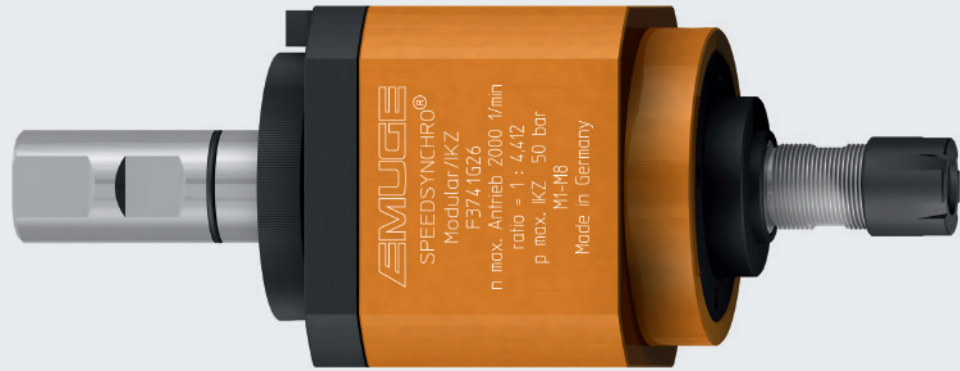 EMUGE
SPEEDSYNCHRO®
Modular/IKZ
F3741G26
n max. Antrieb 2000 1/min
ratio = 1 : 4,412
p max. IKZ 50 bar
M1-M8
Made in Germany